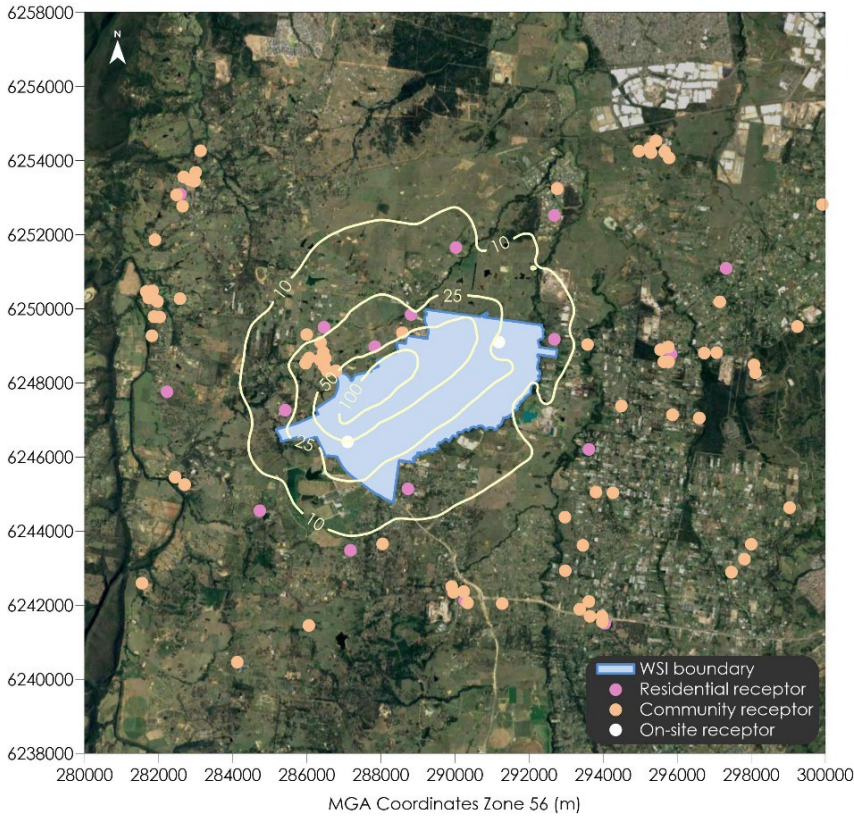 6258000
6256000
6254000
6252000
6250000
6248000
6246000
6244000
6242000
6240000
6238000
N
10
10
25
50
100
25
10
WSI boundary
Residential receptor
Community receptor
On-site receptor
280000 282000 284000 286000 288000 290000 292000 294000 296000 298000 300000
MGA Coordinates Zone 56 (m)